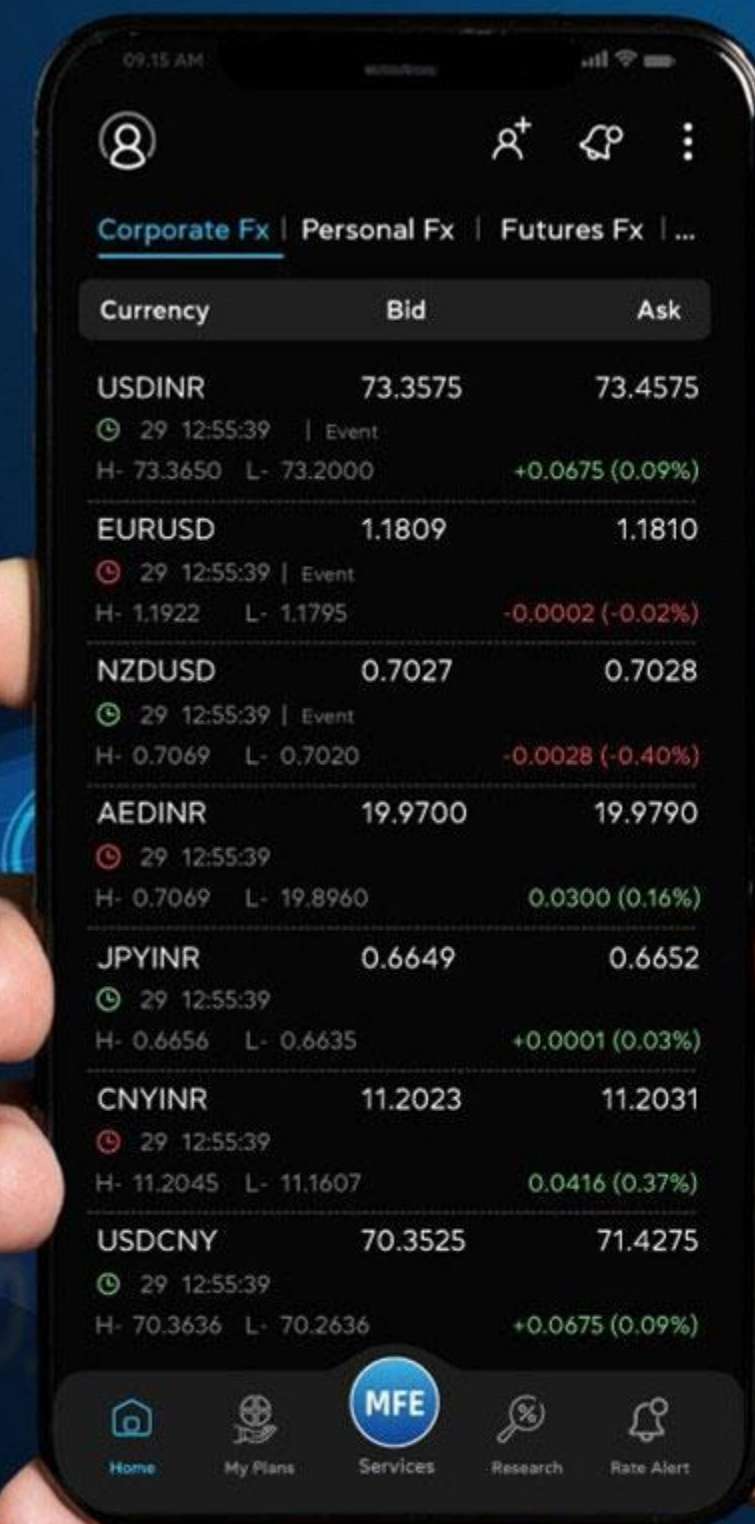 09.15 AM
Corporate Fx | Personal Fx | Futures Fx | ...
Currency Bid Ask
USDINR 73.3575 73.4575
29 12:55:39 | Event
H- 73.3650 L- 73.2000 +0.0675 (0.09%)
EURUSD 1.1809 1.1810
29 12:55:39 | Event
H- 1.1922 L- 1.1795 -0.0002 (-0.02%)
NZDUSD 0.7027 0.7028
29 12:55:39 | Event
H- 0.7069 L- 0.7020 -0.0028 (-0.40%)
AEDINR 19.9700 19.9790
29 12:55:39
H- 0.7069 L- 19.8960 0.0300 (0.16%)
JPYINR 0.6649 0.6652
29 12:55:39
H- 0.6656 L- 0.6635 +0.0001 (0.03%)
CNYINR 11.2023 11.2031
29 12:55:39
H- 11.2045 L- 11.1607 0.0416 (0.37%)
USDCNY 70.3525 71.4275
29 12:55:39
H- 70.3636 L- 70.2636 +0.0675 (0.09%)
MFE
Home My Plans Services Research Rate Alert